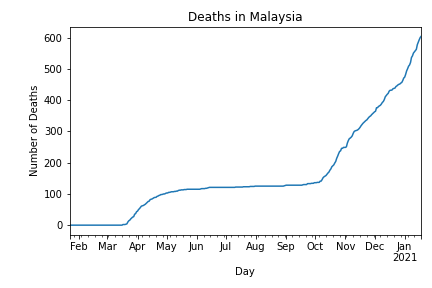 Deaths in Malaysia
Number of Deaths
600
500
400
300
200
100
0
Feb Mar Apr May Jun Jul Aug Sep Oct Nov Dec Jan
2021
Day